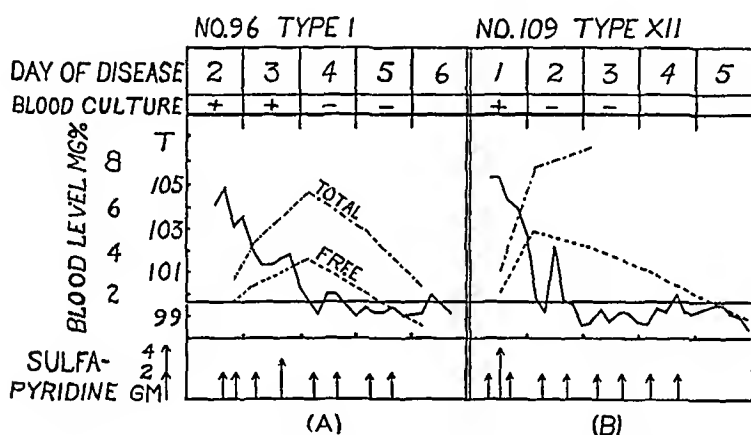 NO.96 TYPE I NO.109 TYPE XII
DAY OF DISEASE 2 3 4 5 6 1 2 3 4 5
BLOOD CULTURE + + - - + - -
BLOOD LEVEL MG%
T
8
105
6
103
4
101
2
99
TOTAL
FREE
SULFA-
PYRIDINE GM
4
2
(A) (B)